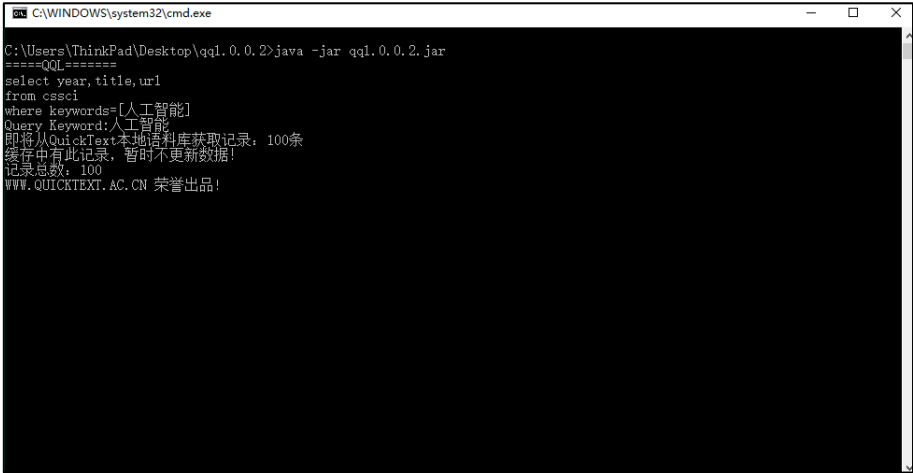 C:\WINDOWS\system32\cmd.exe
C:\Users\ThinkPad\Desktop\qql.0.0.2>java -jar qql.0.0.2.jar
=====QQL=======
select year,title,url
from cssci
where keywords=[人工智能]
Query Keyword:人工智能
即将从QuickText本地语料库获取记录：100条
缓存中有此记录，暂时不更新数据!
记录总数：100
WWW.QUICKTEXT.AC.CN 荣誉出品!